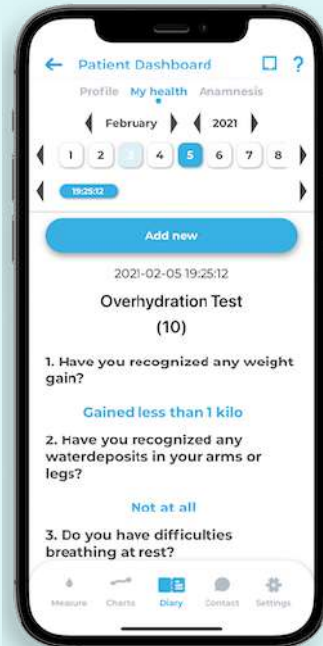 Patient Dashboard ?
Profile My health Anamnesis
February 2021
1 2 3 4 5 6 7 8
19:25:12
Add new
2021-02-05 19:25:12
Overhydration Test
(10)
1. Have you recognized any weight
gain?
Gained less than 1 kilo
2. Have you recognized any
waterdeposits in your arms or
legs?
Not at all
3. Do you have difficulties
breathing at rest?
Measure Charts Diary Contact Settings